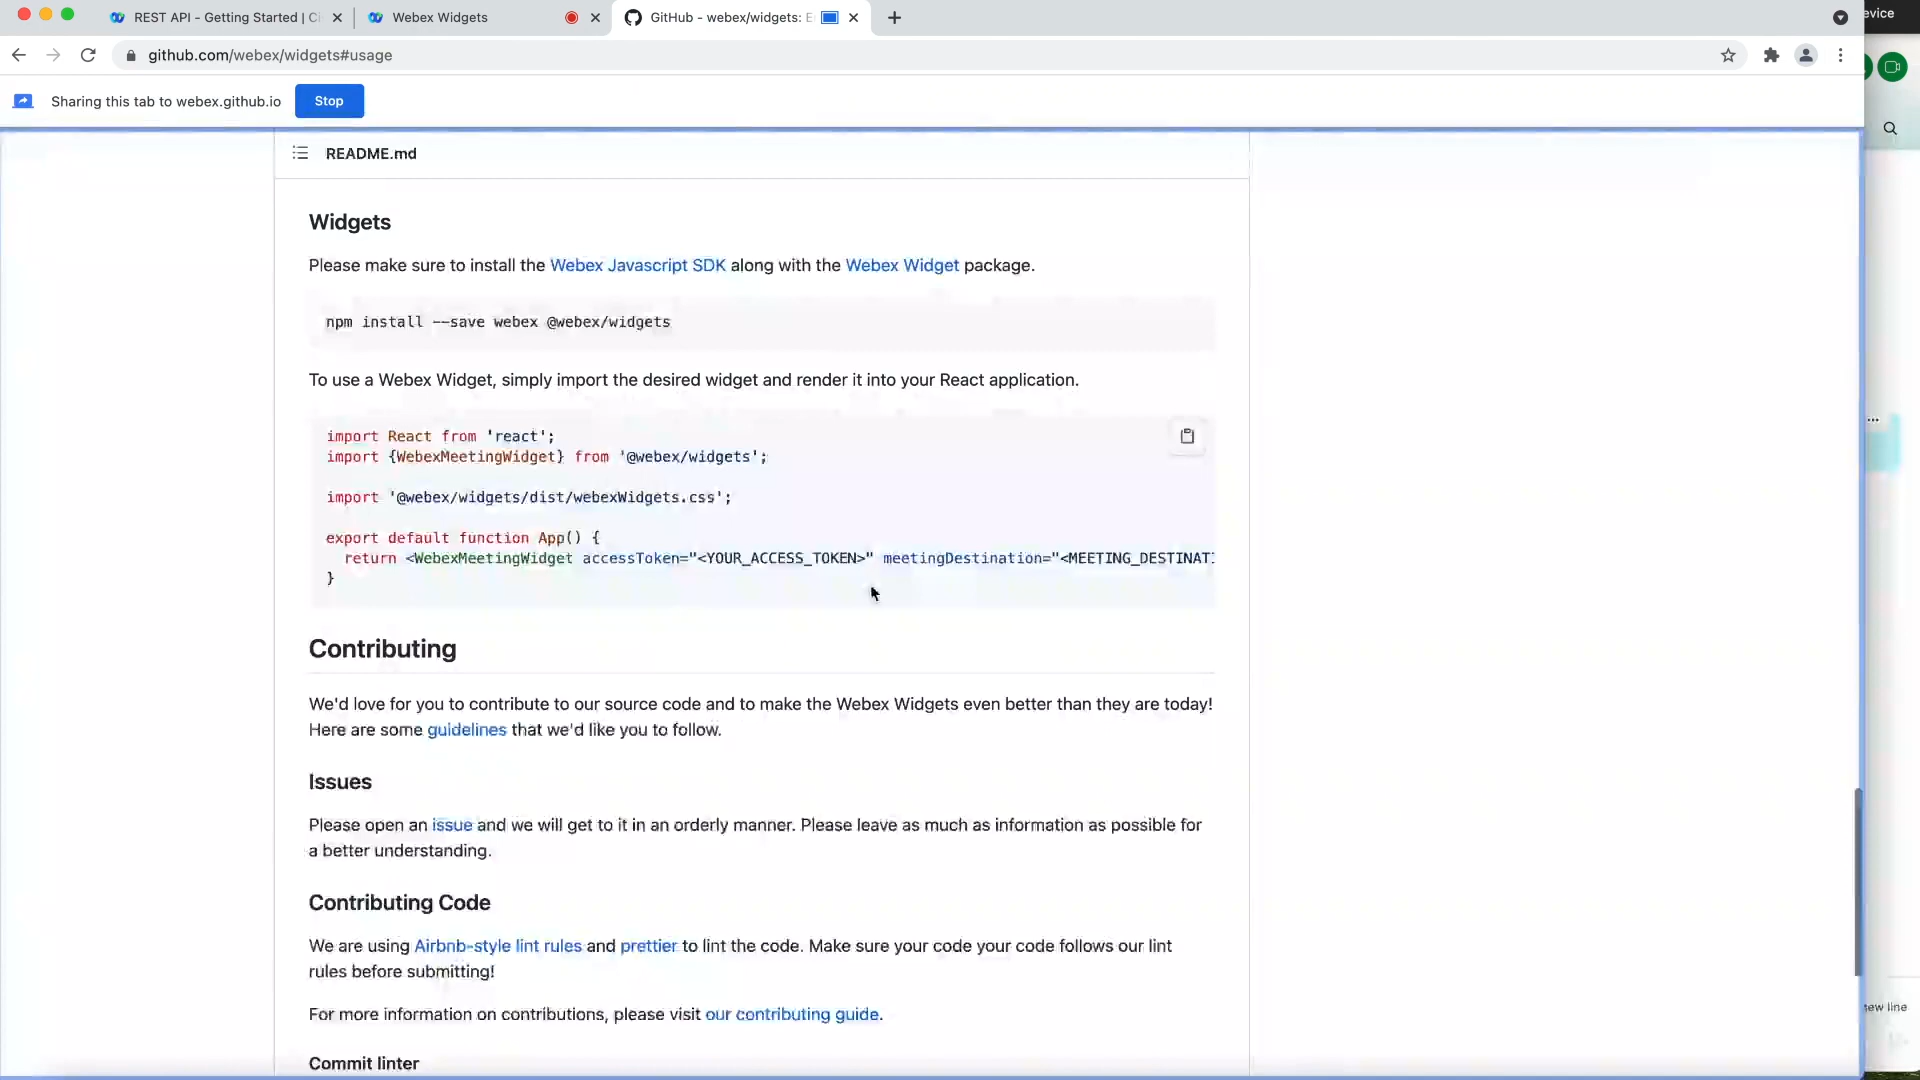 REST API - Getting Started | Ci
Webex Widgets
GitHub - webex/widgets: E
evice
github.com/webex/widgets#usage
Sharing this tab to webex.github.io
Stop
README.md
Widgets
Please make sure to install the Webex Javascript SDK along with the Webex Widget package.
npm install --save webex @webex/widgets
To use a Webex Widget, simply import the desired widget and render it into your React application.
import React from 'react';
import {WebexMeetingWidget} from '@webex/widgets';
import '@webex/widgets/dist/webexWidgets.css';
export default function App() {
return <WebexMeetingWidget accessToken="<YOUR_ACCESS_TOKEN>" meetingDestination="<MEETING_DESTINATI
}
Contributing
We'd love for you to contribute to our source code and to make the Webex Widgets even better than they are today!
Here are some guidelines that we'd like you to follow.
Issues
Please open an issue and we will get to it in an orderly manner. Please leave as much as information as possible for
a better understanding.
Contributing Code
We are using Airbnb-style lint rules and prettier to lint the code. Make sure your code your code follows our lint
rules before submitting!
For more information on contributions, please visit our contributing guide.
new line
Commit linter